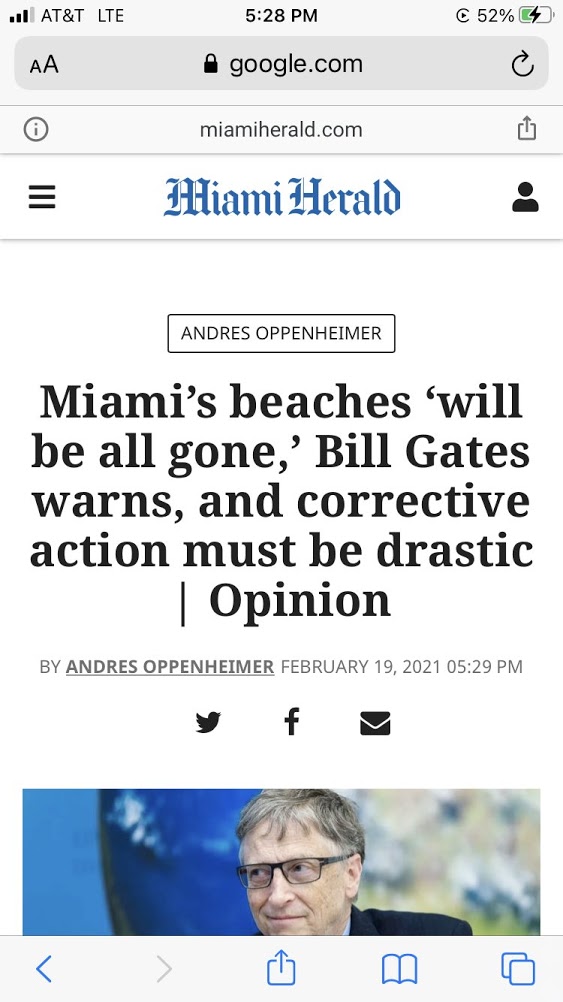 AT&T LTE 5:28 PM 52%
AA google.com
miamiherald.com
Miami Herald
ANDRES OPPENHEIMER
Miami’s beaches ‘will
be all gone,’ Bill Gates
warns, and corrective
action must be drastic
| Opinion
BY ANDRES OPPENHEIMER FEBRUARY 19, 2021 05:29 PM